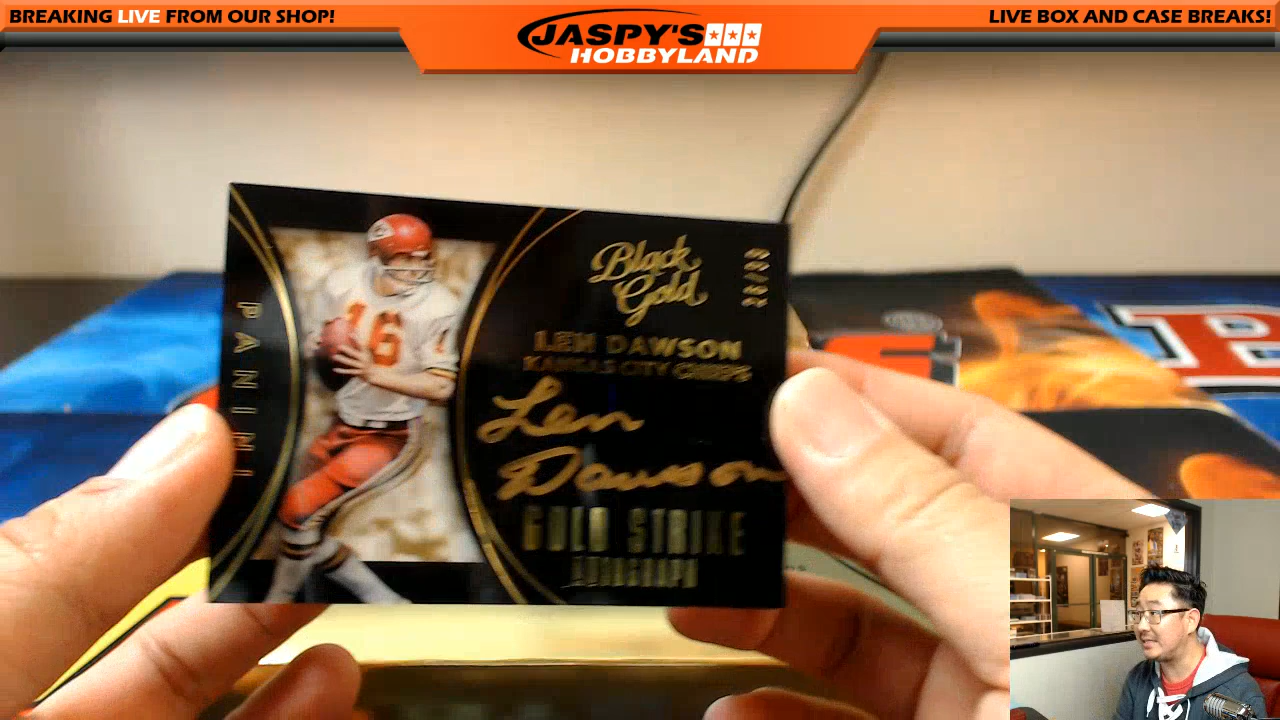 BREAKING LIVE FROM OUR SHOP!
JASPY'S
HOBBYLAND
LIVE BOX AND CASE BREAKS!
PANINI
16
Black
Gold
LEN DAWSON
KANSAS CITY CHIEFS
Len
Dawson
GOLD STRIKE
AUTOGRAPH